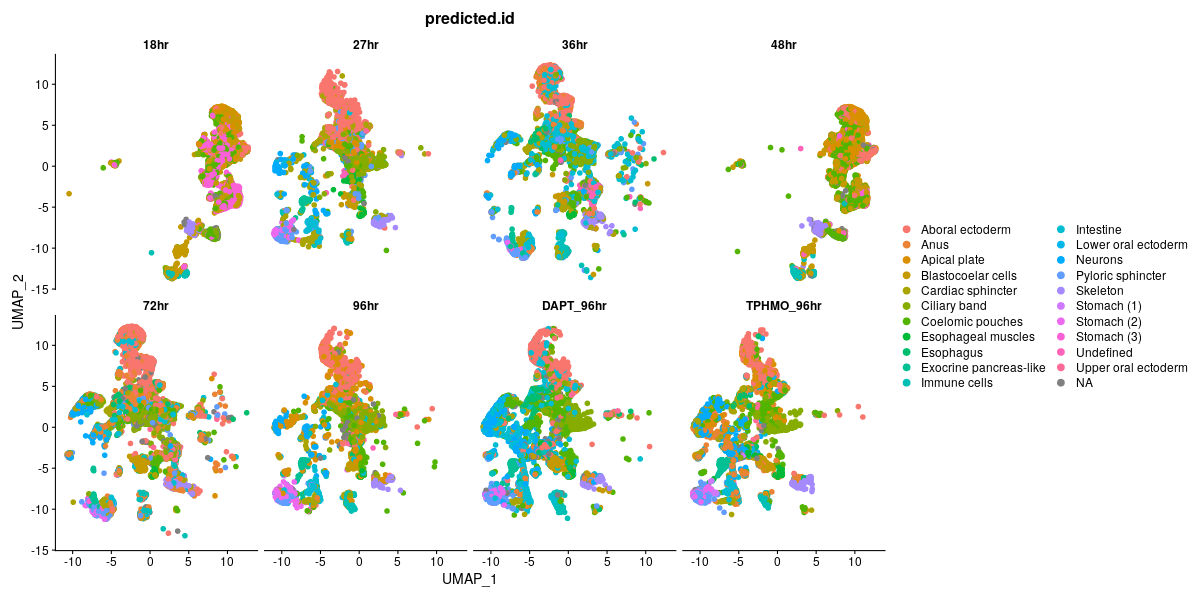 predicted.id
18hr 27hr 36hr 48hr
10
5
0
-5
-10
-15
72hr 96hr DAPT_96hr TPHMO_96hr
10
5
0
-5
-10
-15
-10 -5 0 5 10 -10 -5 0 5 10 -10 -5 0 5 10 -10 -5 0 5 10
UMAP_1
UMAP_2
Aboral ectoderm
Anus
Apical plate
Blastocoelar cells
Cardiac sphincter
Ciliary band
Coelomic pouches
Esophageal muscles
Esophagus
Exocrine pancreas-like
Immune cells
Intestine
Lower oral ectoderm
Neurons
Pyloric sphincter
Skeleton
Stomach (1)
Stomach (2)
Stomach (3)
Undefined
Upper oral ectoderm
NA